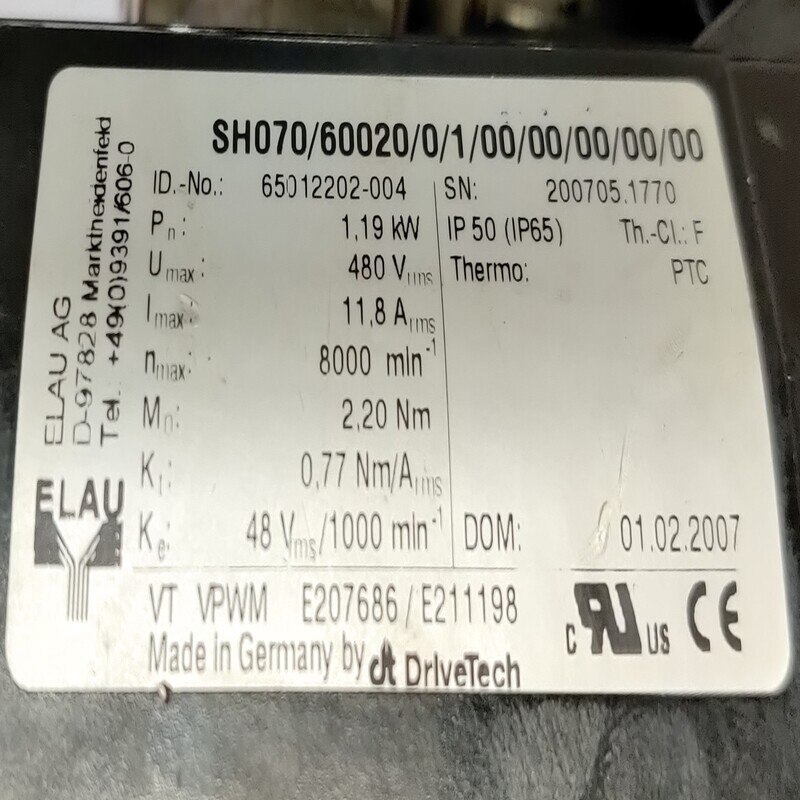 SH070/60020/0/1/00/00/00/00/00
ID.-No.: 65012202-004 SN: 200705.1770
Pn: 1,19 kW IP 50 (IP65) Th.-Cl.: F
Umax: 480 Vrms Thermo: PTC
Imax: 11,8 Arms
nmax: 8000 min-1
Mn: 2,20 Nm
Kt: 0,77 Nm/Arms
Ke: 48 Vrms/1000 min-1 DOM: 01.02.2007
VT VPWM E207686 / E211198
Made in Germany by dt DriveTech
ELAU AG
D-97828 Marktheidenfeld
Tel. +49(0)9391/606-0
ELAU
c RU US CE